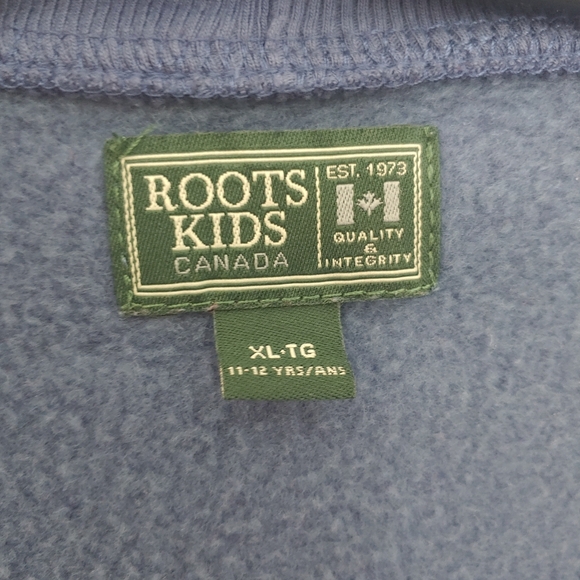 ROOTS
KIDS
CANADA
EST. 1973
QUALITY
&
INTEGRITY
XL·TG
11-12 YRS/ANS